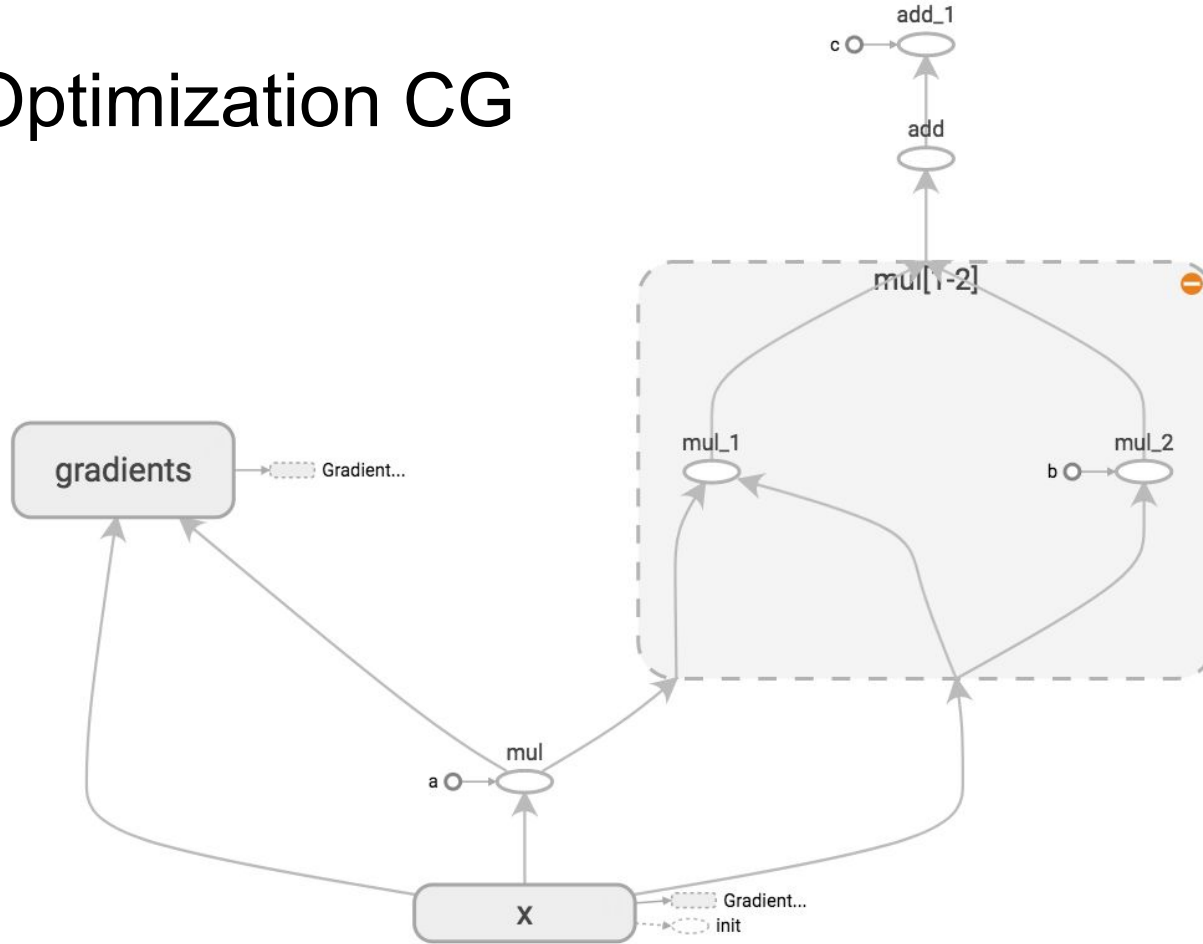 Optimization CG
add_1
c
add
mul[1-2]
mul_1
mul_2
b
gradients
Gradient...
mul
a
x
Gradient...
init